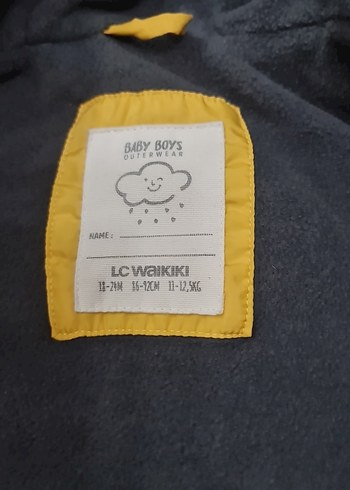 BABY BOYS
OUTERWEAR
NAME:
LC WAIKIKI
18-24M 86-92CM 11-12,5KG